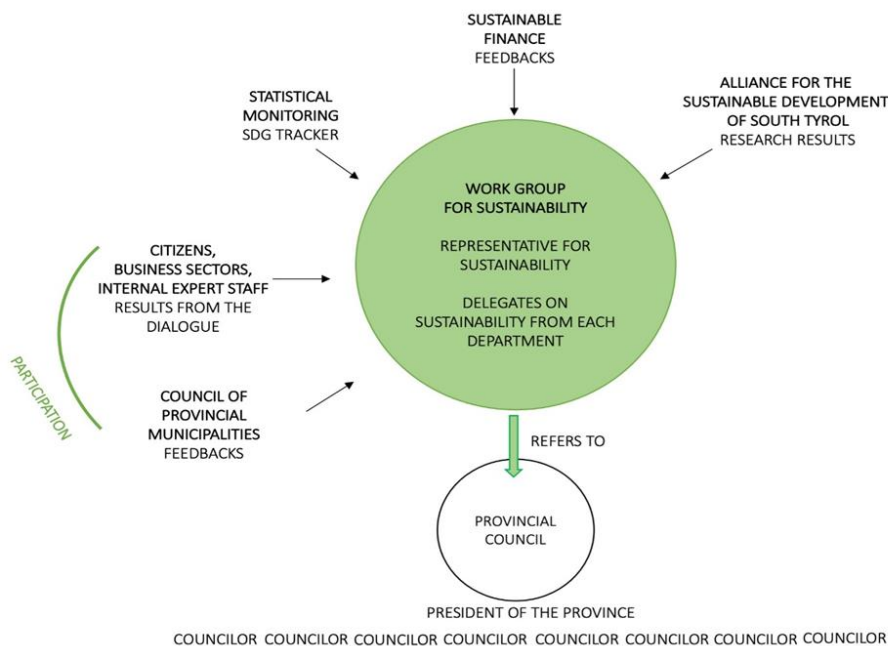 SUSTAINABLE
FINANCE
FEEDBACKS
STATISTICAL
MONITORING
SDG TRACKER
ALLIANCE FOR THE
SUSTAINABLE DEVELOPMENT
OF SOUTH TYROL
RESEARCH RESULTS
WORK GROUP
FOR SUSTAINABILITY
REPRESENTATIVE FOR
SUSTAINABILITY
DELEGATES ON
SUSTAINABILITY FROM EACH
DEPARTMENT
CITIZENS,
BUSINESS SECTORS,
INTERNAL EXPERT STAFF
RESULTS FROM THE
DIALOGUE
PARTICIPATION
COUNCIL OF
PROVINCIAL
MUNICIPALITIES
FEEDBACKS
REFERS TO
PROVINCIAL
COUNCIL
PRESIDENT OF THE PROVINCE
COUNCILOR COUNCILOR COUNCILOR COUNCILOR COUNCILOR COUNCILOR COUNCILOR COUNCILOR